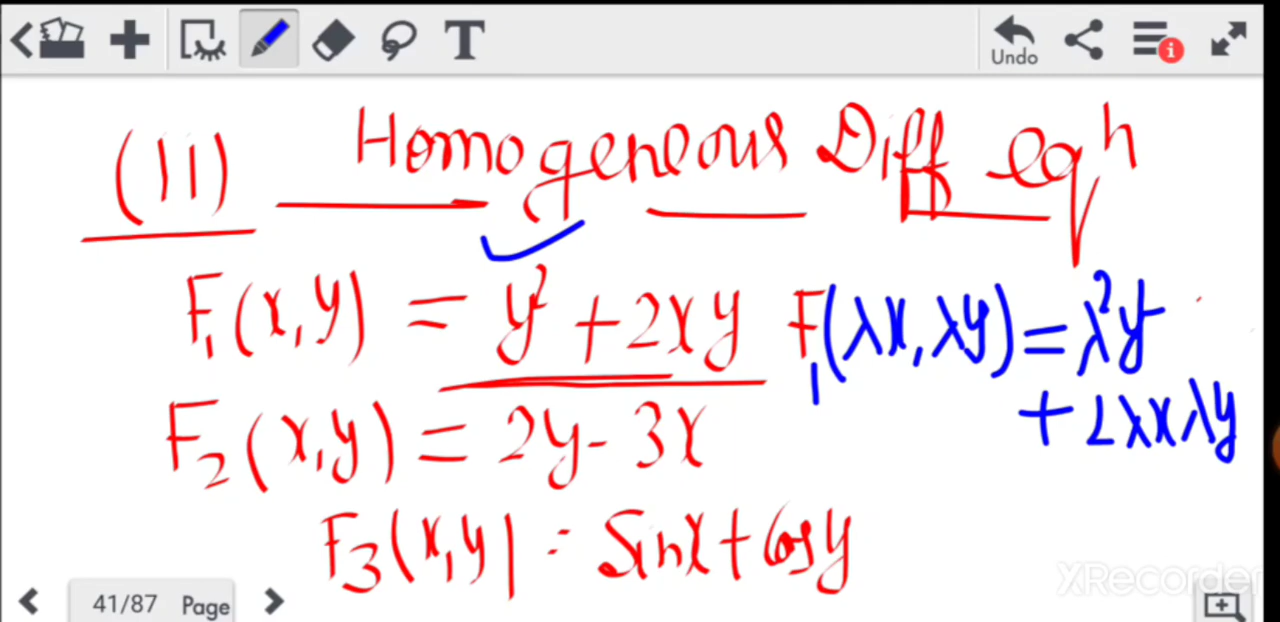 Undo
(ii) Homogeneous Diff eqn
F₁(x,y) = y² + 2xy F₁(λx, λy) = λ²y²
+ 2λxλy
F₂(x,y) = 2y - 3x
F₃(x,y) = Sinx + Cosy
XRecorder
41/87 Page